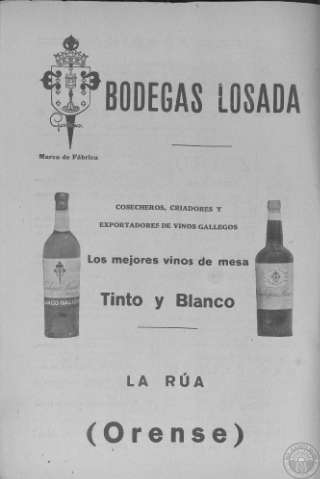 BODEGAS LOSADA
Marca de Fábrica
COSECHEROS, CRIADORES Y
EXPORTADORES DE VINOS GALLEGOS
Los mejores vinos de mesa
Tinto y Blanco
LA RÚA
(Orense)